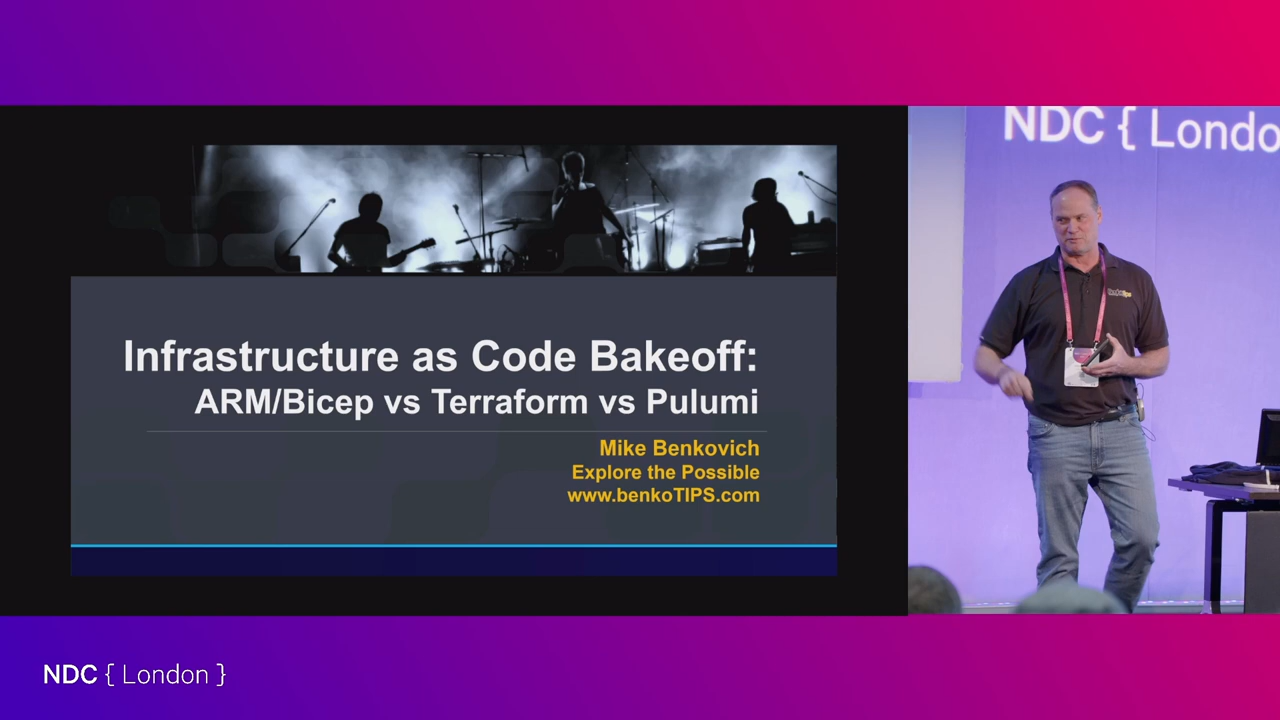 Infrastructure as Code Bakeoff:
ARM/Bicep vs Terraform vs Pulumi
Mike Benkovich
Explore the Possible
www.benkoTIPS.com
NDC { Londo
NDC { London }